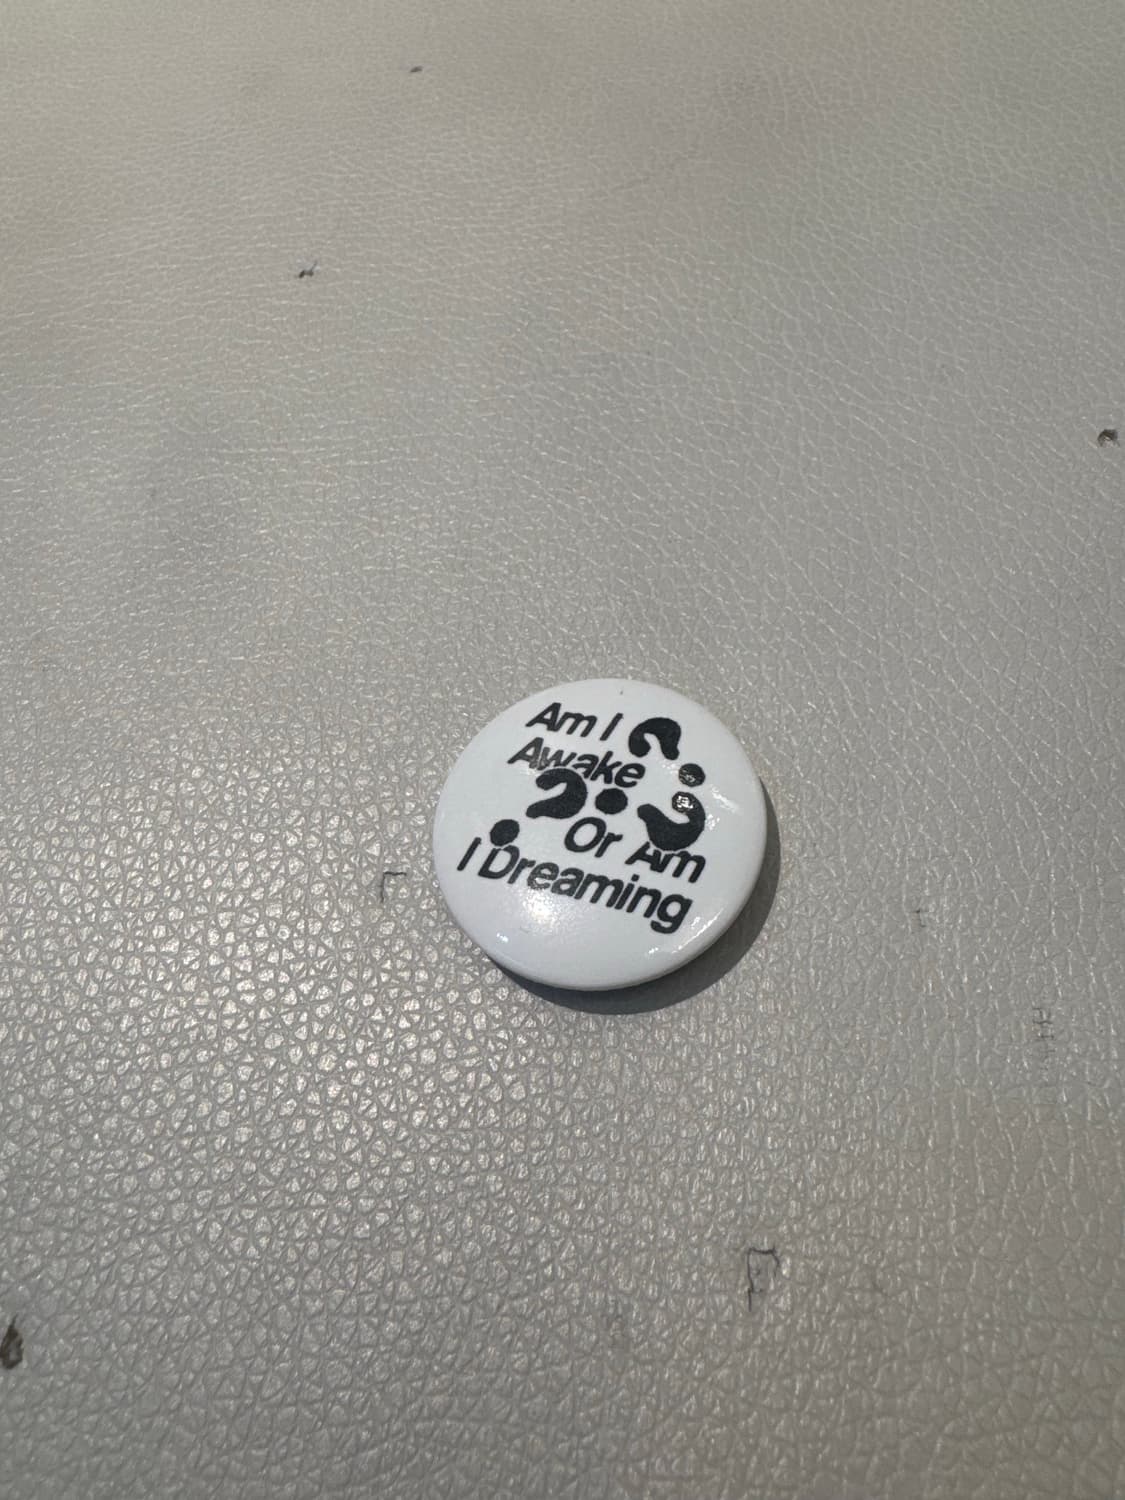 Am I ?
Awake
? ?
Or Am
I Dreaming